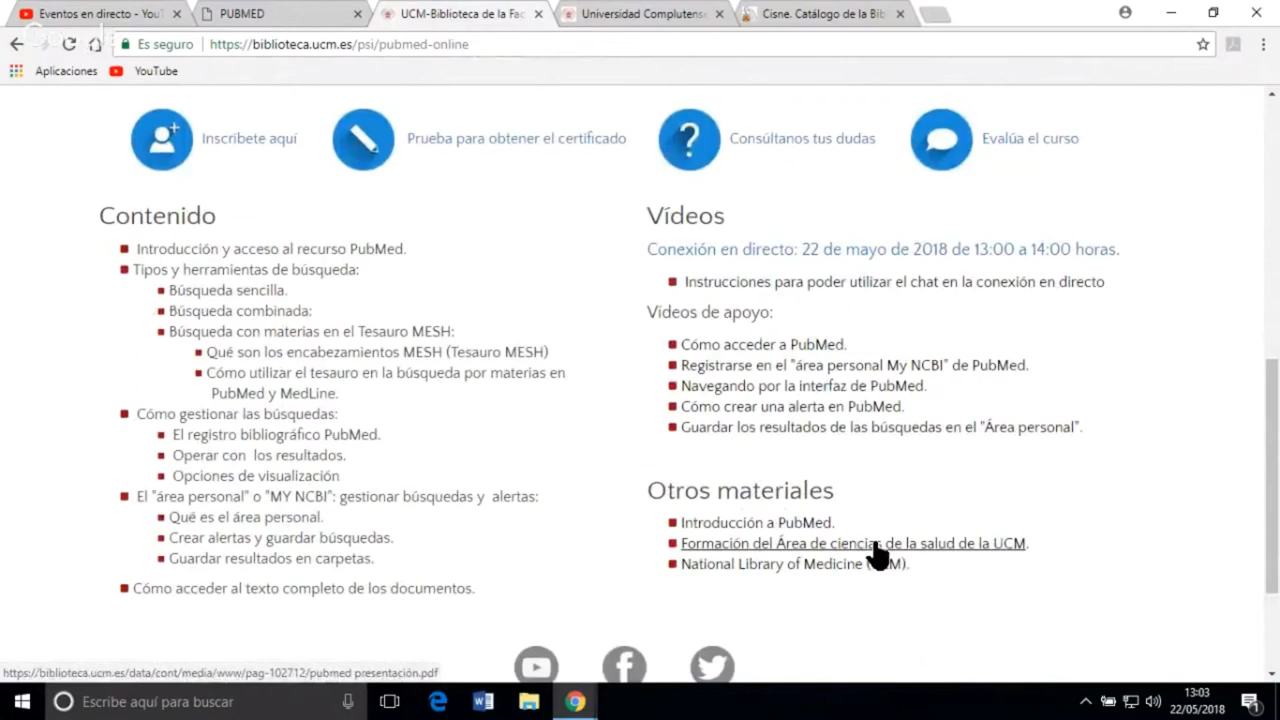 Eventos en directo - YouT
PUBMED
UCM-Biblioteca de la Fac
Universidad Complutens
Cisne. Catálogo de la Bib
Es seguro
https://biblioteca.ucm.es/psi/pubmed-online
Aplicaciones
YouTube
Inscríbete aquí
Prueba para obtener el certificado
Consúltanos tus dudas
Evalúa el curso
Contenido
Introducción y acceso al recurso PubMed.
Tipos y herramientas de búsqueda:
Búsqueda sencilla.
Búsqueda combinada:
Búsqueda con materias en el Tesauro MESH:
Qué son los encabezamientos MESH (Tesauro MESH)
Cómo utilizar el tesauro en la búsqueda por materias en
PubMed y MedLine.
Cómo gestionar las búsquedas:
El registro bibliográfico PubMed.
Operar con los resultados.
Opciones de visualización
El "área personal" o "MY NCBI": gestionar búsquedas y alertas:
Qué es el área personal.
Crear alertas y guardar búsquedas.
Guardar resultados en carpetas.
Cómo acceder al texto completo de los documentos.
Vídeos
Conexión en directo: 22 de mayo de 2018 de 13:00 a 14:00 horas.
Instrucciones para poder utilizar el chat en la conexión en directo
Vídeos de apoyo:
Cómo acceder a PubMed.
Registrarse en el "área personal My NCBI" de PubMed.
Navegando por la interfaz de PubMed.
Cómo crear una alerta en PubMed.
Guardar los resultados de las búsquedas en el "Área personal".
Otros materiales
Introducción a PubMed.
Formación del Área de ciencias de la salud de la UCM.
National Library of Medicine
https://biblioteca.ucm.es/data/cont/media/www/pag-102712/pubmed presentación.pdf
Escribe aquí para buscar
13:03
22/05/2018